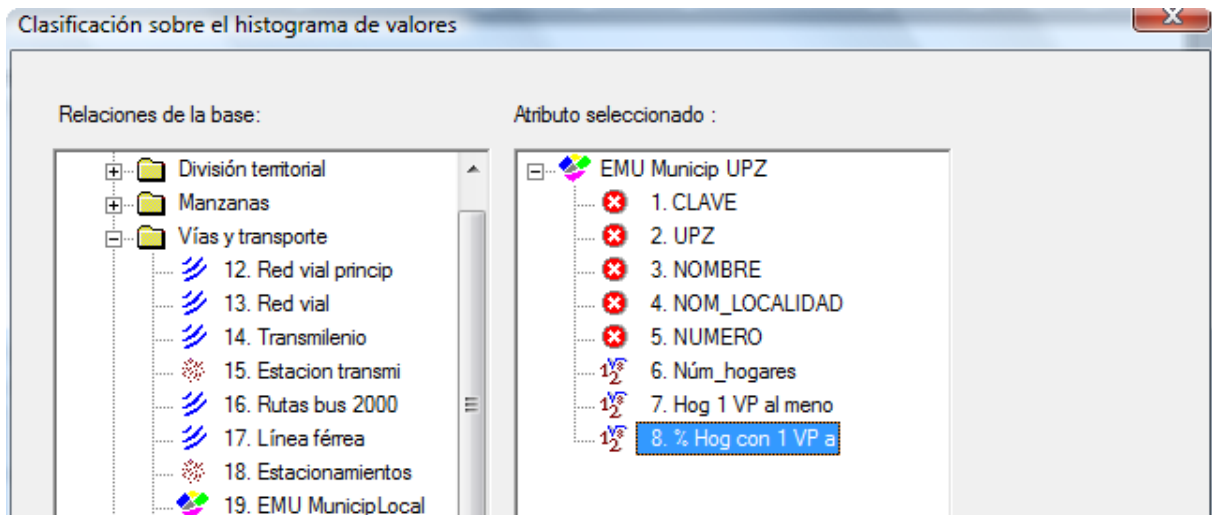 Clasificación sobre el histograma de valores
Relaciones de la base:
División territorial
Manzanas
Vías y transporte
12. Red vial princip
13. Red vial
14. Transmilenio
15. Estacion transmi
16. Rutas bus 2000
17. Línea férrea
18. Estacionamientos
19. EMU MunicipLocal
Atributo seleccionado :
EMU Municip UPZ
1. CLAVE
2. UPZ
3. NOMBRE
4. NOM_LOCALIDAD
5. NUMERO
6. Núm_hogares
7. Hog 1 VP al meno
8. % Hog con 1 VP a